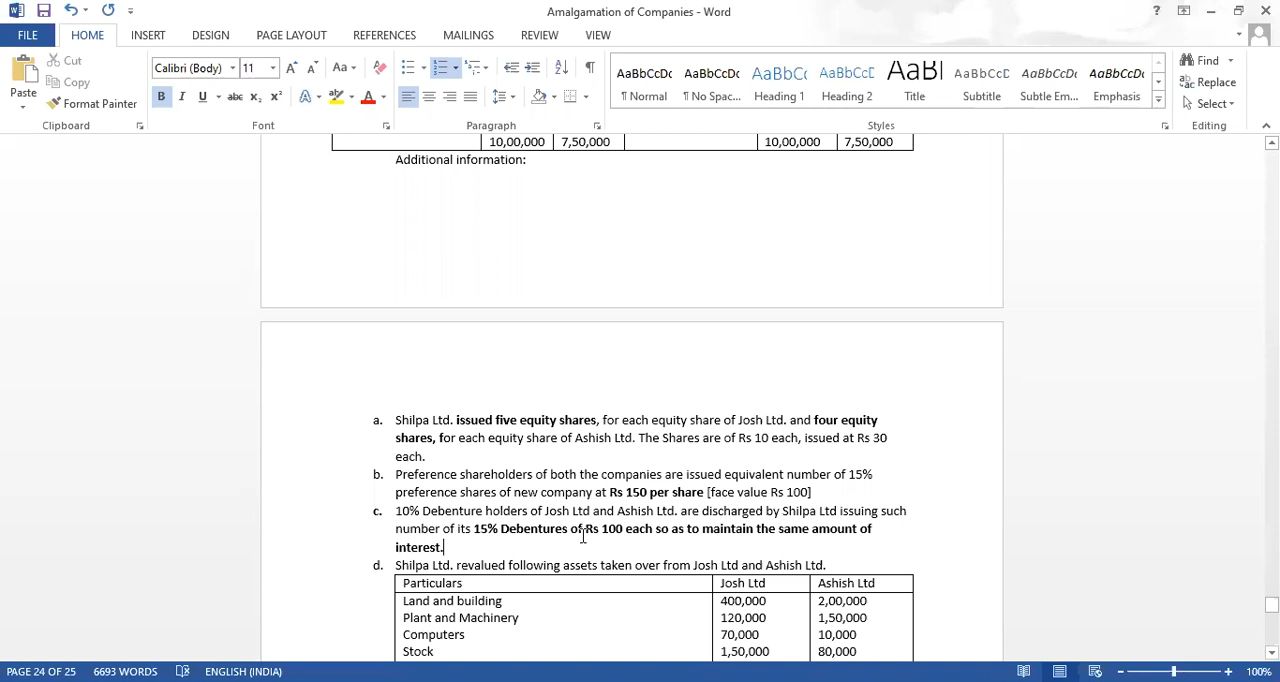 Amalgamation of Companies - Word
FILE HOME INSERT DESIGN PAGE LAYOUT REFERENCES MAILINGS REVIEW VIEW
Paste
Cut
Copy
Format Painter
Clipboard
Calibri (Body) 11
Font
Paragraph
AaBbCcDc AaBbCcDc AaBbCc AaBbCcD AaBl AaBbCcD AaBbCcDc AaBbCcDc
¶ Normal ¶ No Spac... Heading 1 Heading 2 Title Subtitle Subtle Em... Emphasis
Styles
Find
Replace
Select
Editing
10,00,000 7,50,000 10,00,000 7,50,000
Additional information:
a. Shilpa Ltd. issued five equity shares, for each equity share of Josh Ltd. and four equity
shares, for each equity share of Ashish Ltd. The Shares are of Rs 10 each, issued at Rs 30
each.
b. Preference shareholders of both the companies are issued equivalent number of 15%
preference shares of new company at Rs 150 per share [face value Rs 100]
c. 10% Debenture holders of Josh Ltd and Ashish Ltd. are discharged by Shilpa Ltd issuing such
number of its 15% Debentures of Rs 100 each so as to maintain the same amount of
interest.
d. Shilpa Ltd. revalued following assets taken over from Josh Ltd and Ashish Ltd.
Particulars Josh Ltd Ashish Ltd
Land and building 400,000 2,00,000
Plant and Machinery 120,000 1,50,000
Computers 70,000 10,000
Stock 1,50,000 80,000
PAGE 24 OF 25 6693 WORDS ENGLISH (INDIA) 100%